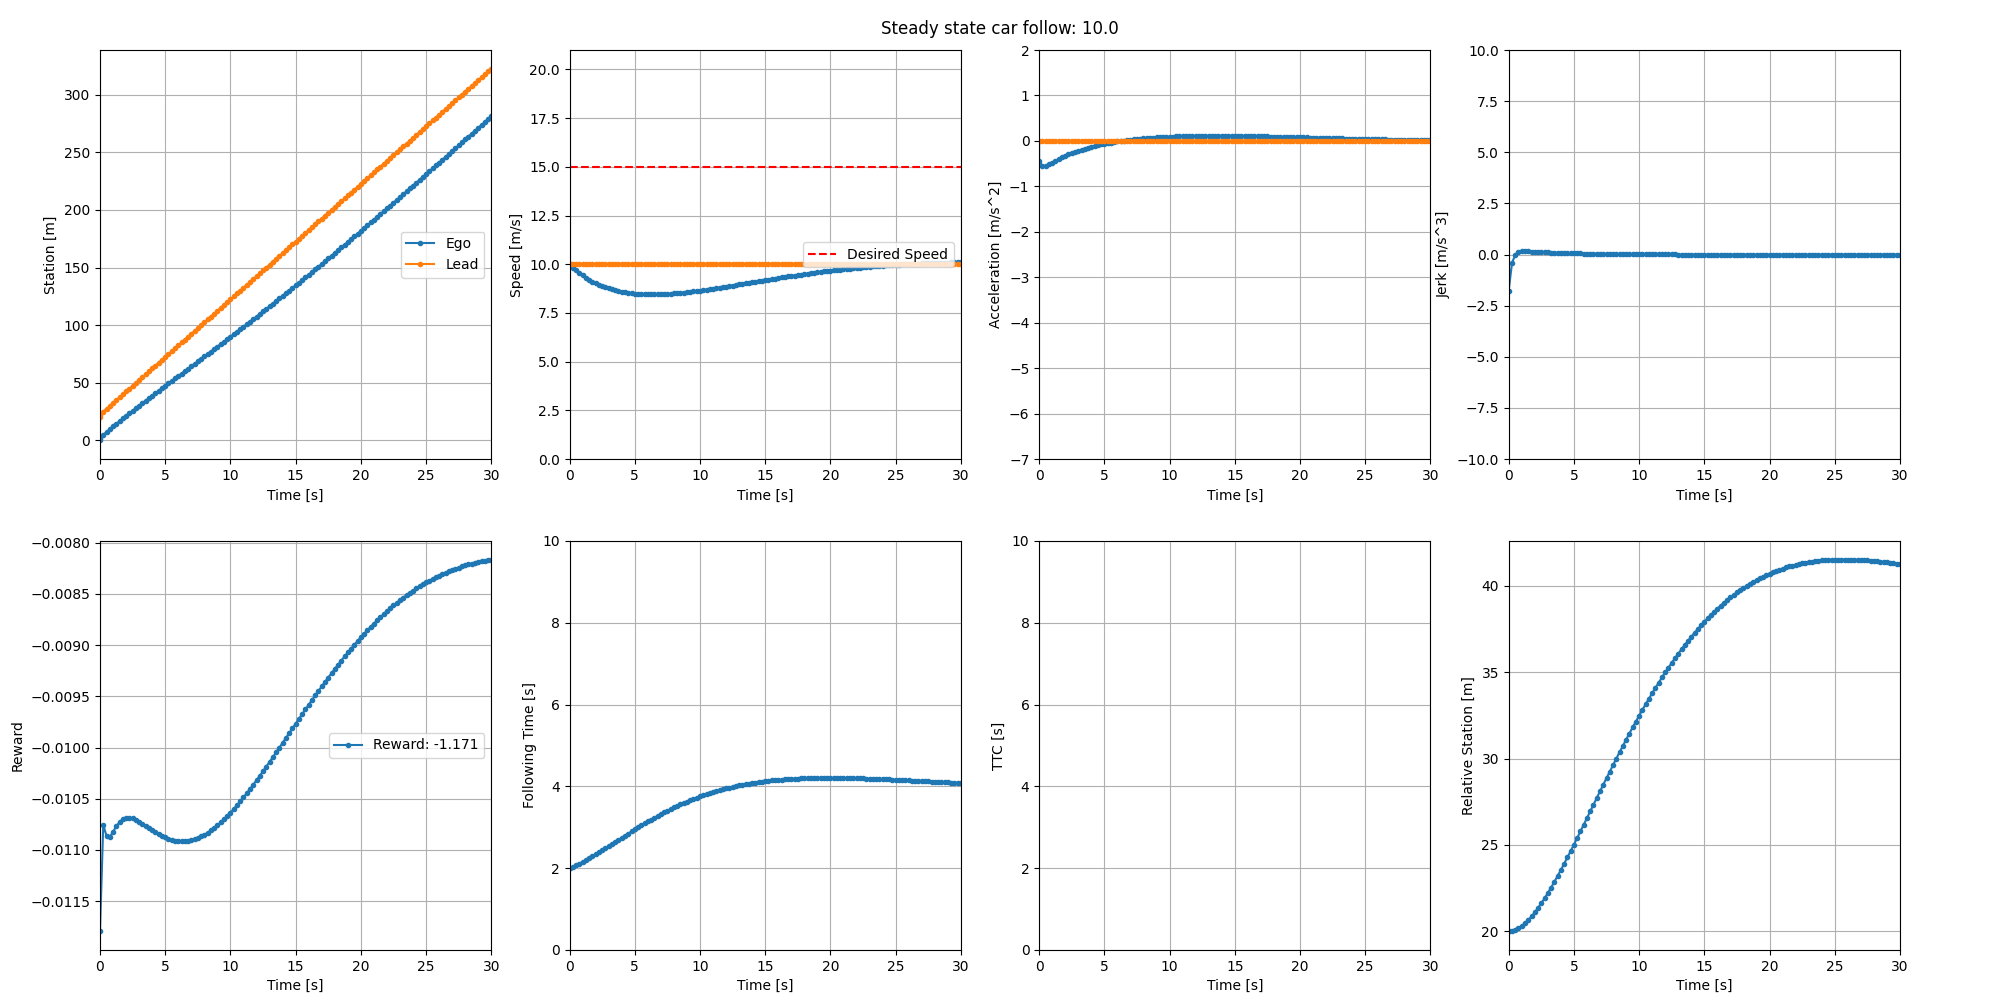 Steady state car follow: 10.0
Station [m]
300
250
200
150
100
50
0
Ego
Lead
0 5 10 15 20 25 30
Time [s]
Speed [m/s]
20.0
17.5
15.0
12.5
10.0
7.5
5.0
2.5
0.0
Desired Speed
0 5 10 15 20 25 30
Time [s]
Acceleration [m/s^2]
2
1
0
−1
−2
−3
−4
−5
−6
−7
0 5 10 15 20 25 30
Time [s]
Jerk [m/s^3]
10.0
7.5
5.0
2.5
0.0
−2.5
−5.0
−7.5
−10.0
0 5 10 15 20 25 30
Time [s]
Reward
−0.0080
−0.0085
−0.0090
−0.0095
−0.0100
−0.0105
−0.0110
−0.0115
Reward: -1.171
0 5 10 15 20 25 30
Time [s]
Following Time [s]
10
8
6
4
2
0
0 5 10 15 20 25 30
Time [s]
TTC [s]
10
8
6
4
2
0
0 5 10 15 20 25 30
Time [s]
Relative Station [m]
40
35
30
25
20
0 5 10 15 20 25 30
Time [s]